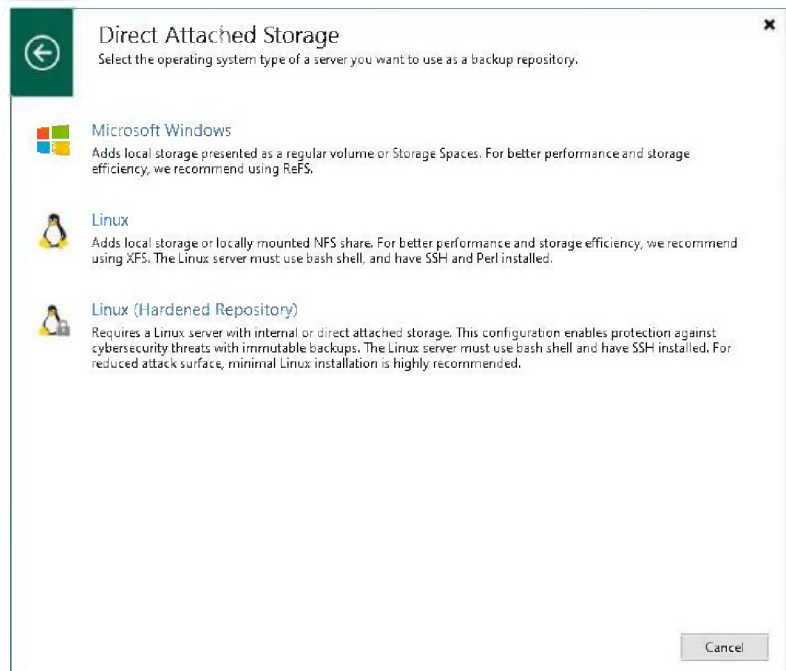 Direct Attached Storage
Select the operating system type of a server you want to use as a backup repository.
Microsoft Windows
Adds local storage presented as a regular volume or Storage Spaces. For better performance and storage
efficiency, we recommend using ReFS.
Linux
Adds local storage or locally mounted NFS share. For better performance and storage efficiency, we recommend
using XFS. The Linux server must use bash shell, and have SSH and Perl installed.
Linux (Hardened Repository)
Requires a Linux server with internal or direct attached storage. This configuration enables protection against
cybersecurity threats with immutable backups. The Linux server must use bash shell and have SSH installed. For
reduced attack surface, minimal Linux installation is highly recommended.
Cancel